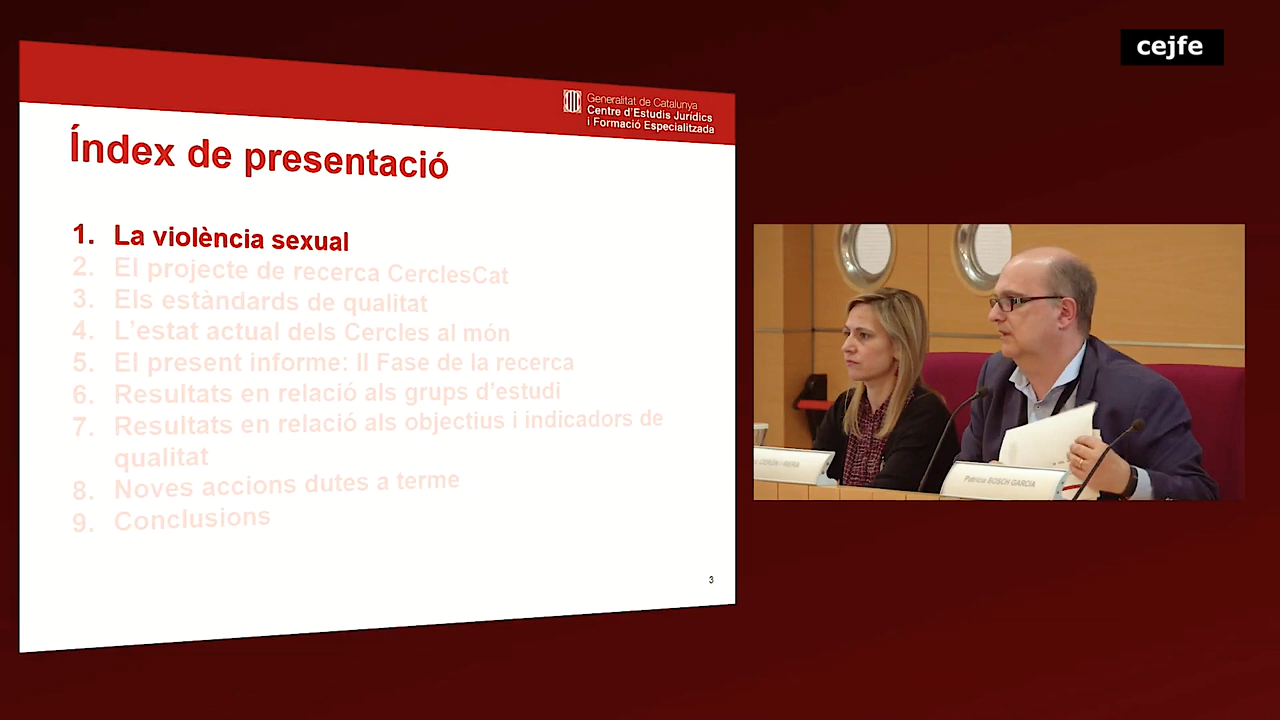 cejfe
Generalitat de Catalunya
Centre d'Estudis Jurídics
i Formació Especialitzada
Índex de presentació
1. La violència sexual
2. El projecte de recerca CerclesCat
3. Els estàndards de qualitat
4. L'estat actual dels Cercles al món
5. El present informe: II Fase de la recerca
6. Resultats en relació als grups d'estudi
7. Resultats en relació als objectius i indicadors de
qualitat
8. Noves accions dutes a terme
9. Conclusions
3
Patricia BOSCH GARCIA